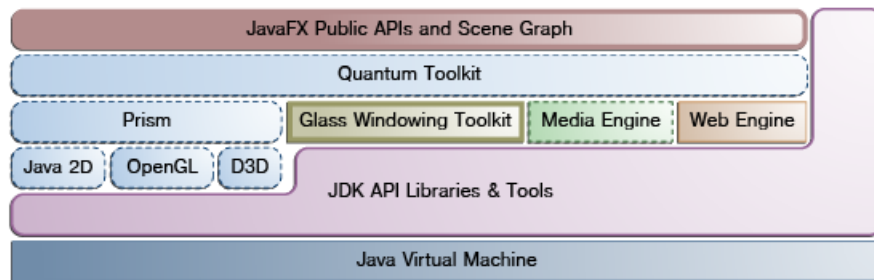 JavaFX Public APIs and Scene Graph
Quantum Toolkit
Prism
Glass Windowing Toolkit
Media Engine
Web Engine
Java 2D
OpenGL
D3D
JDK API Libraries & Tools
Java Virtual Machine